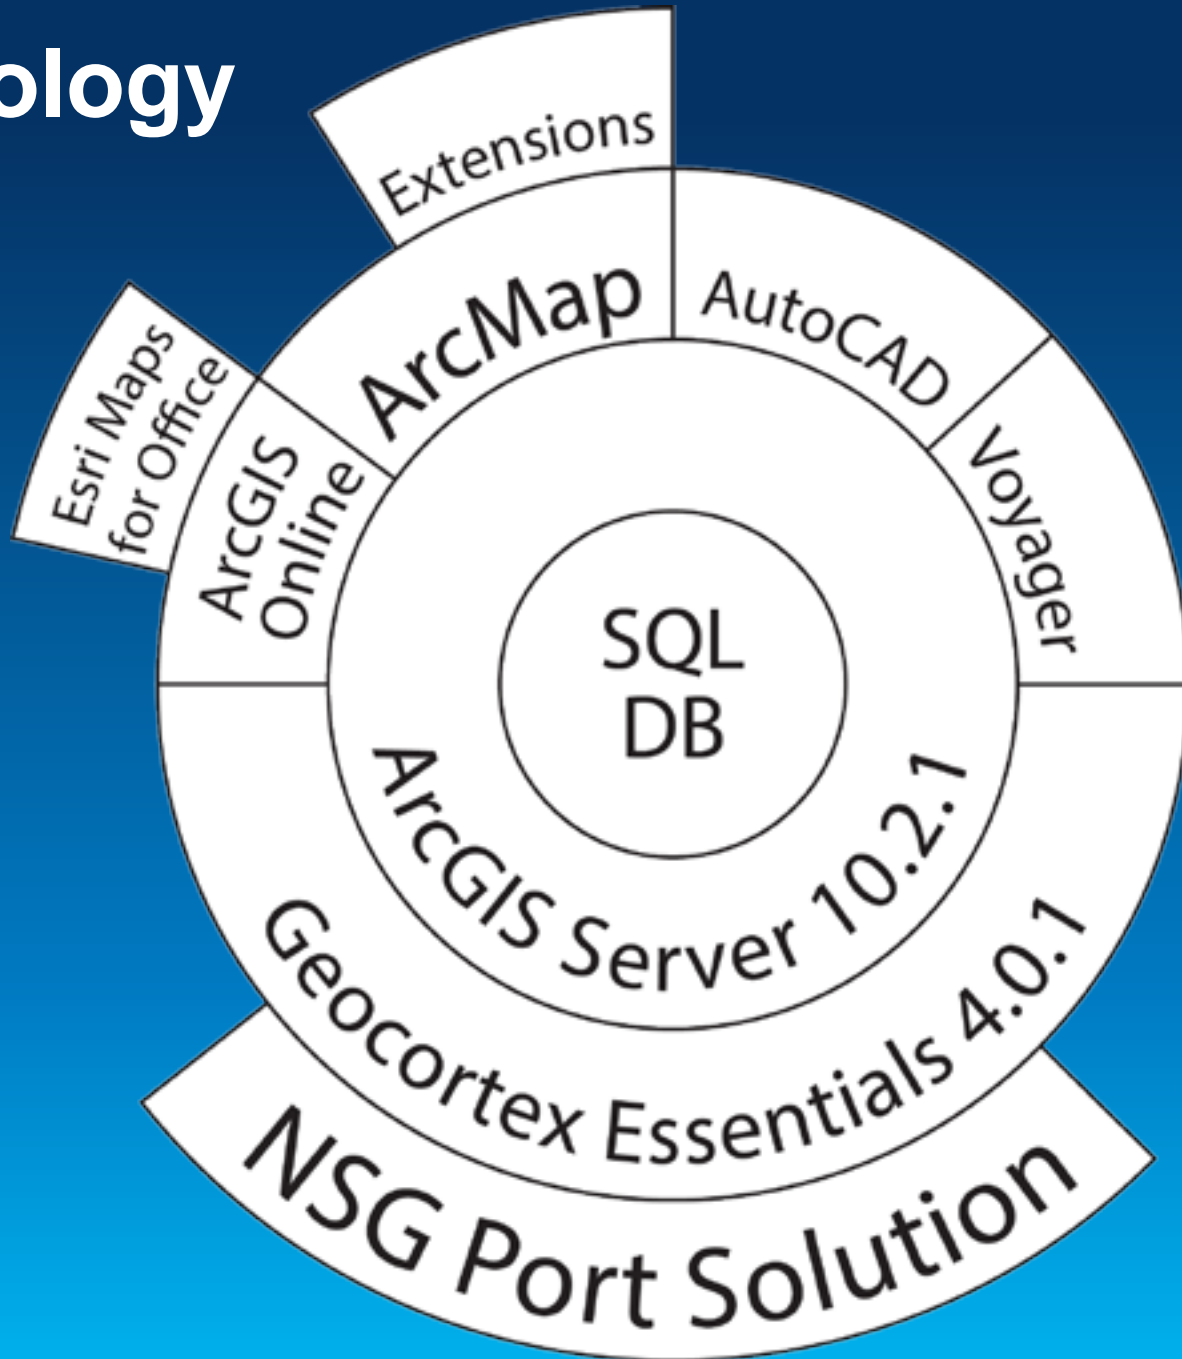 ology
Extensions
ArcMap
AutoCAD
Esri Maps
for Office
ArcGIS
Online
Voyager
SQL
DB
ArcGIS Server 10.2.1
Geocortex Essentials 4.0.1
NSG Port Solution